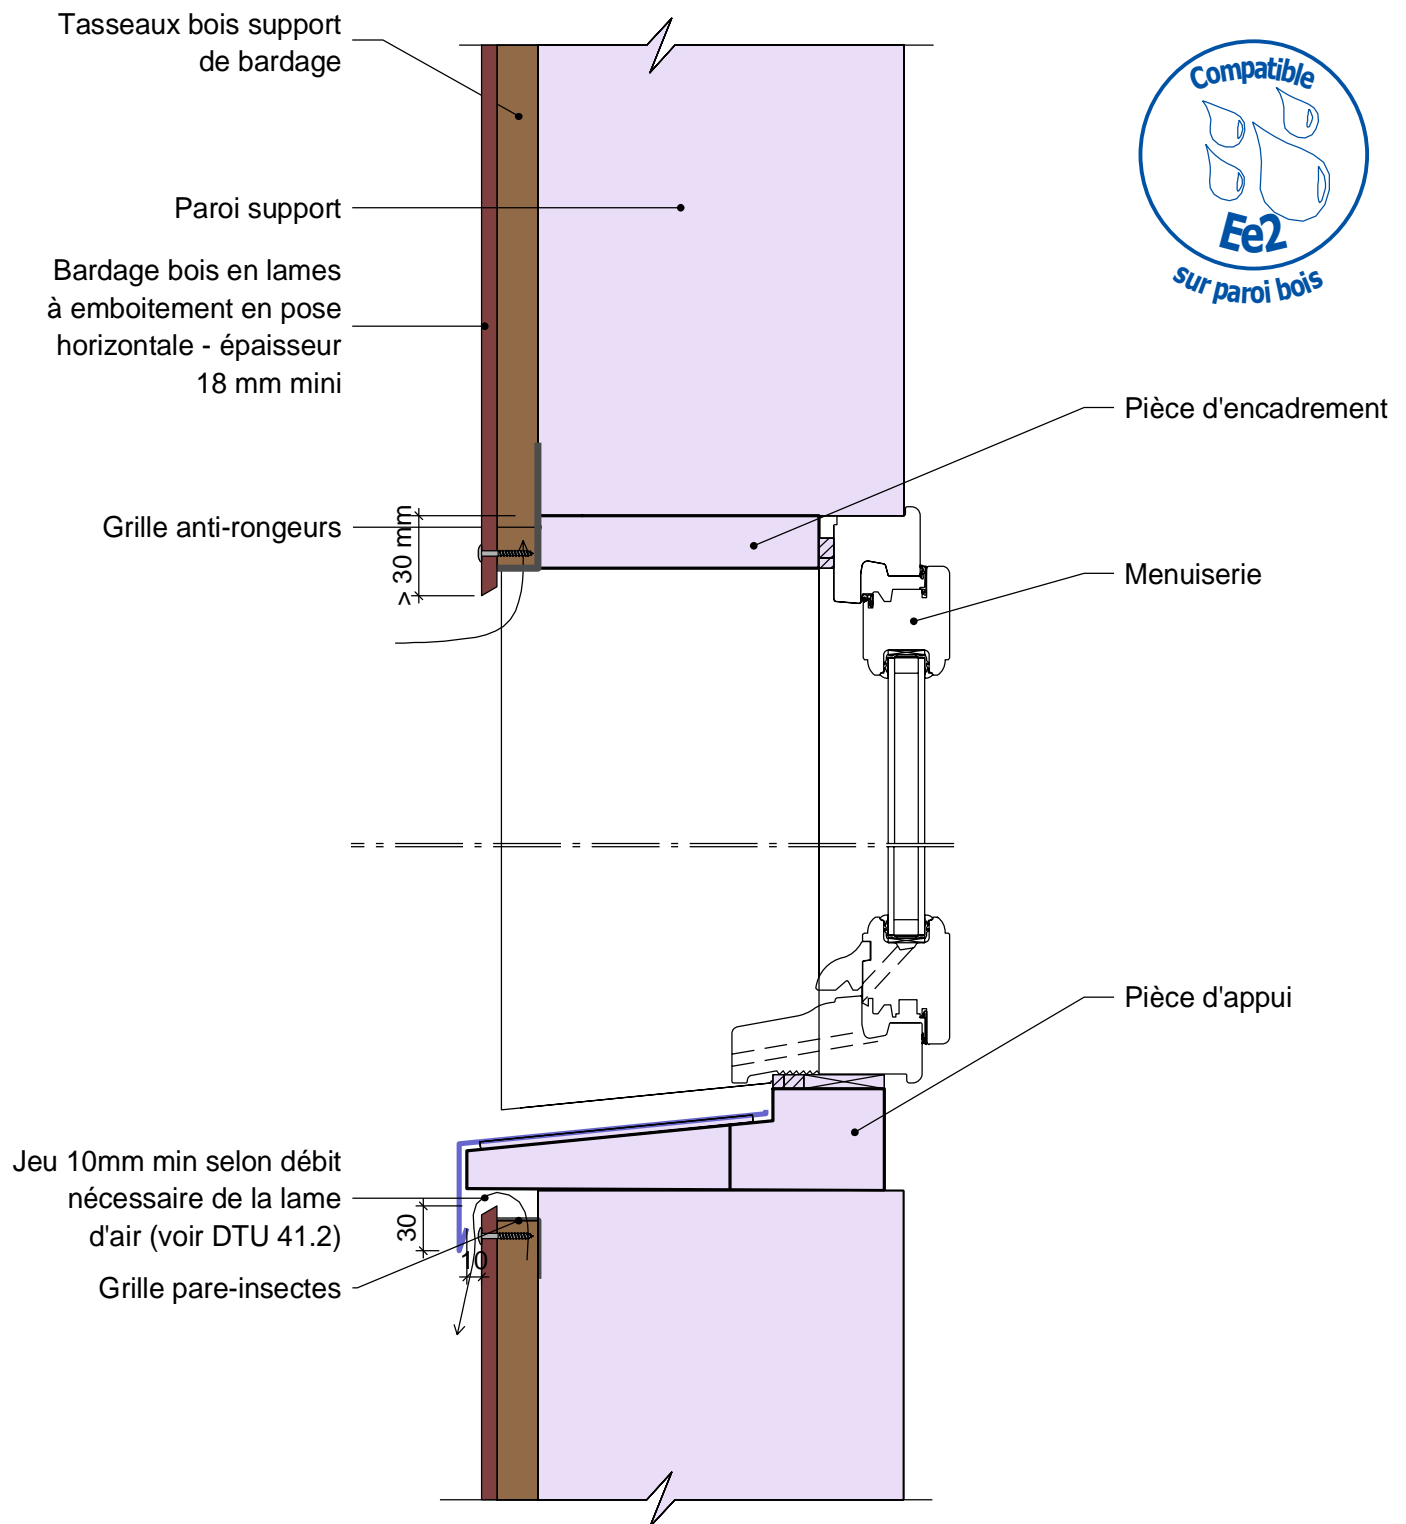 Tasseaux bois support
de bardage
Compatible
Ee2
sur paroi bois
Paroi support
Bardage bois en lames
à emboitement en pose
horizontale - épaisseur
18 mm mini
Pièce d'encadrement
Grille anti-rongeurs
> 30 mm
Menuiserie
Pièce d'appui
Jeu 10mm min selon débit
nécessaire de la lame
d'air (voir DTU 41.2)
30
10
Grille pare-insectes